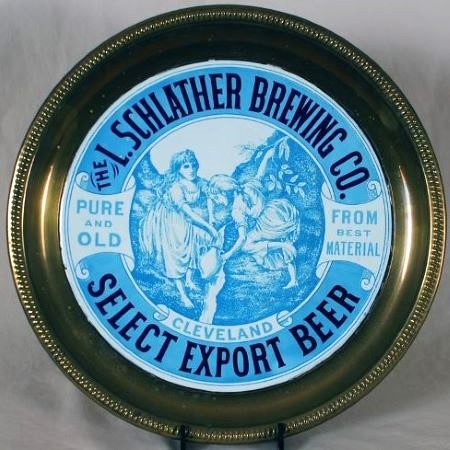 THE L. SCHLATHER BREWING CO.
PURE
AND
OLD
FROM
BEST
MATERIAL
CLEVELAND
SELECT EXPORT BEER